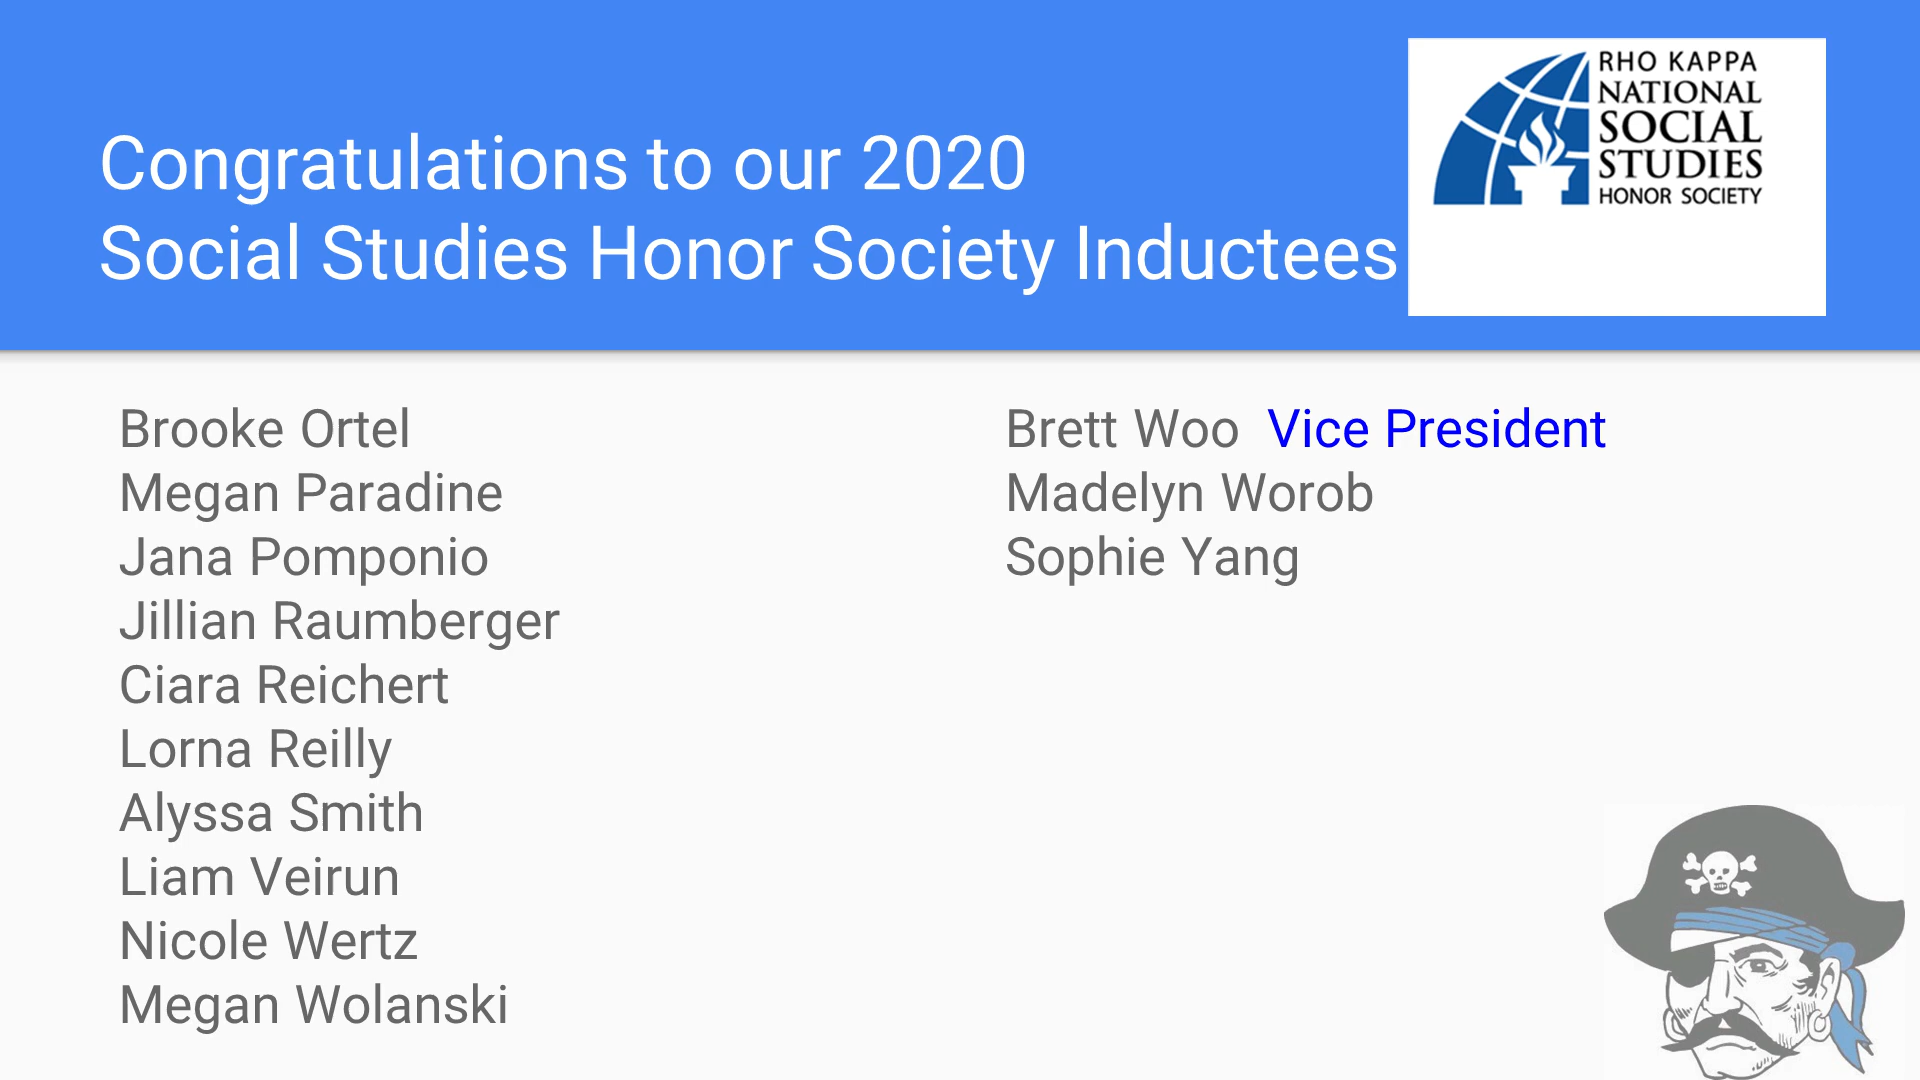 Congratulations to our 2020
Social Studies Honor Society Inductees
RHO KAPPA
NATIONAL
SOCIAL
STUDIES
HONOR SOCIETY
Brooke Ortel
Megan Paradine
Jana Pomponio
Jillian Raumberger
Ciara Reichert
Lorna Reilly
Alyssa Smith
Liam Veirun
Nicole Wertz
Megan Wolanski
Brett Woo  Vice President
Madelyn Worob
Sophie Yang